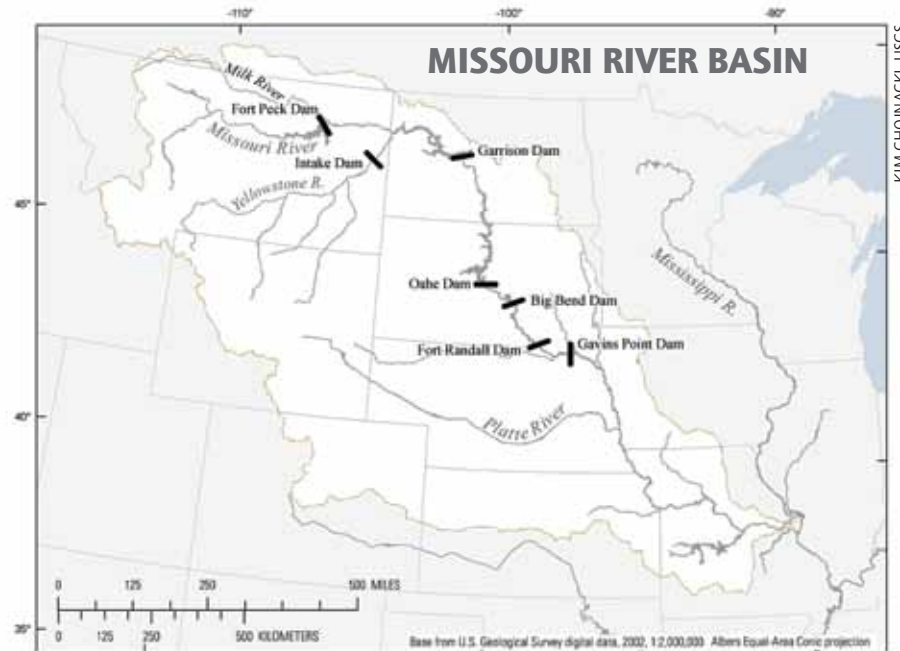 -110°
-100°
-90°
MISSOURI RIVER BASIN
KIM CHOJNACKI, USGS
Milk River
Fort Peck Dam
Missouri River
Garrison Dam
Intake Dam
Yellowstone R.
45°
Mississippi R.
Oahe Dam
Big Bend Dam
Fort Randall Dam
Gavins Point Dam
40°
Platte River
0 125 250 500 MILES
0 125 250 500 KILOMETERS
35°
Base from U.S. Geological Survey digital data, 2002, 1:2,000,000 Albers Equal-Area Conic projection